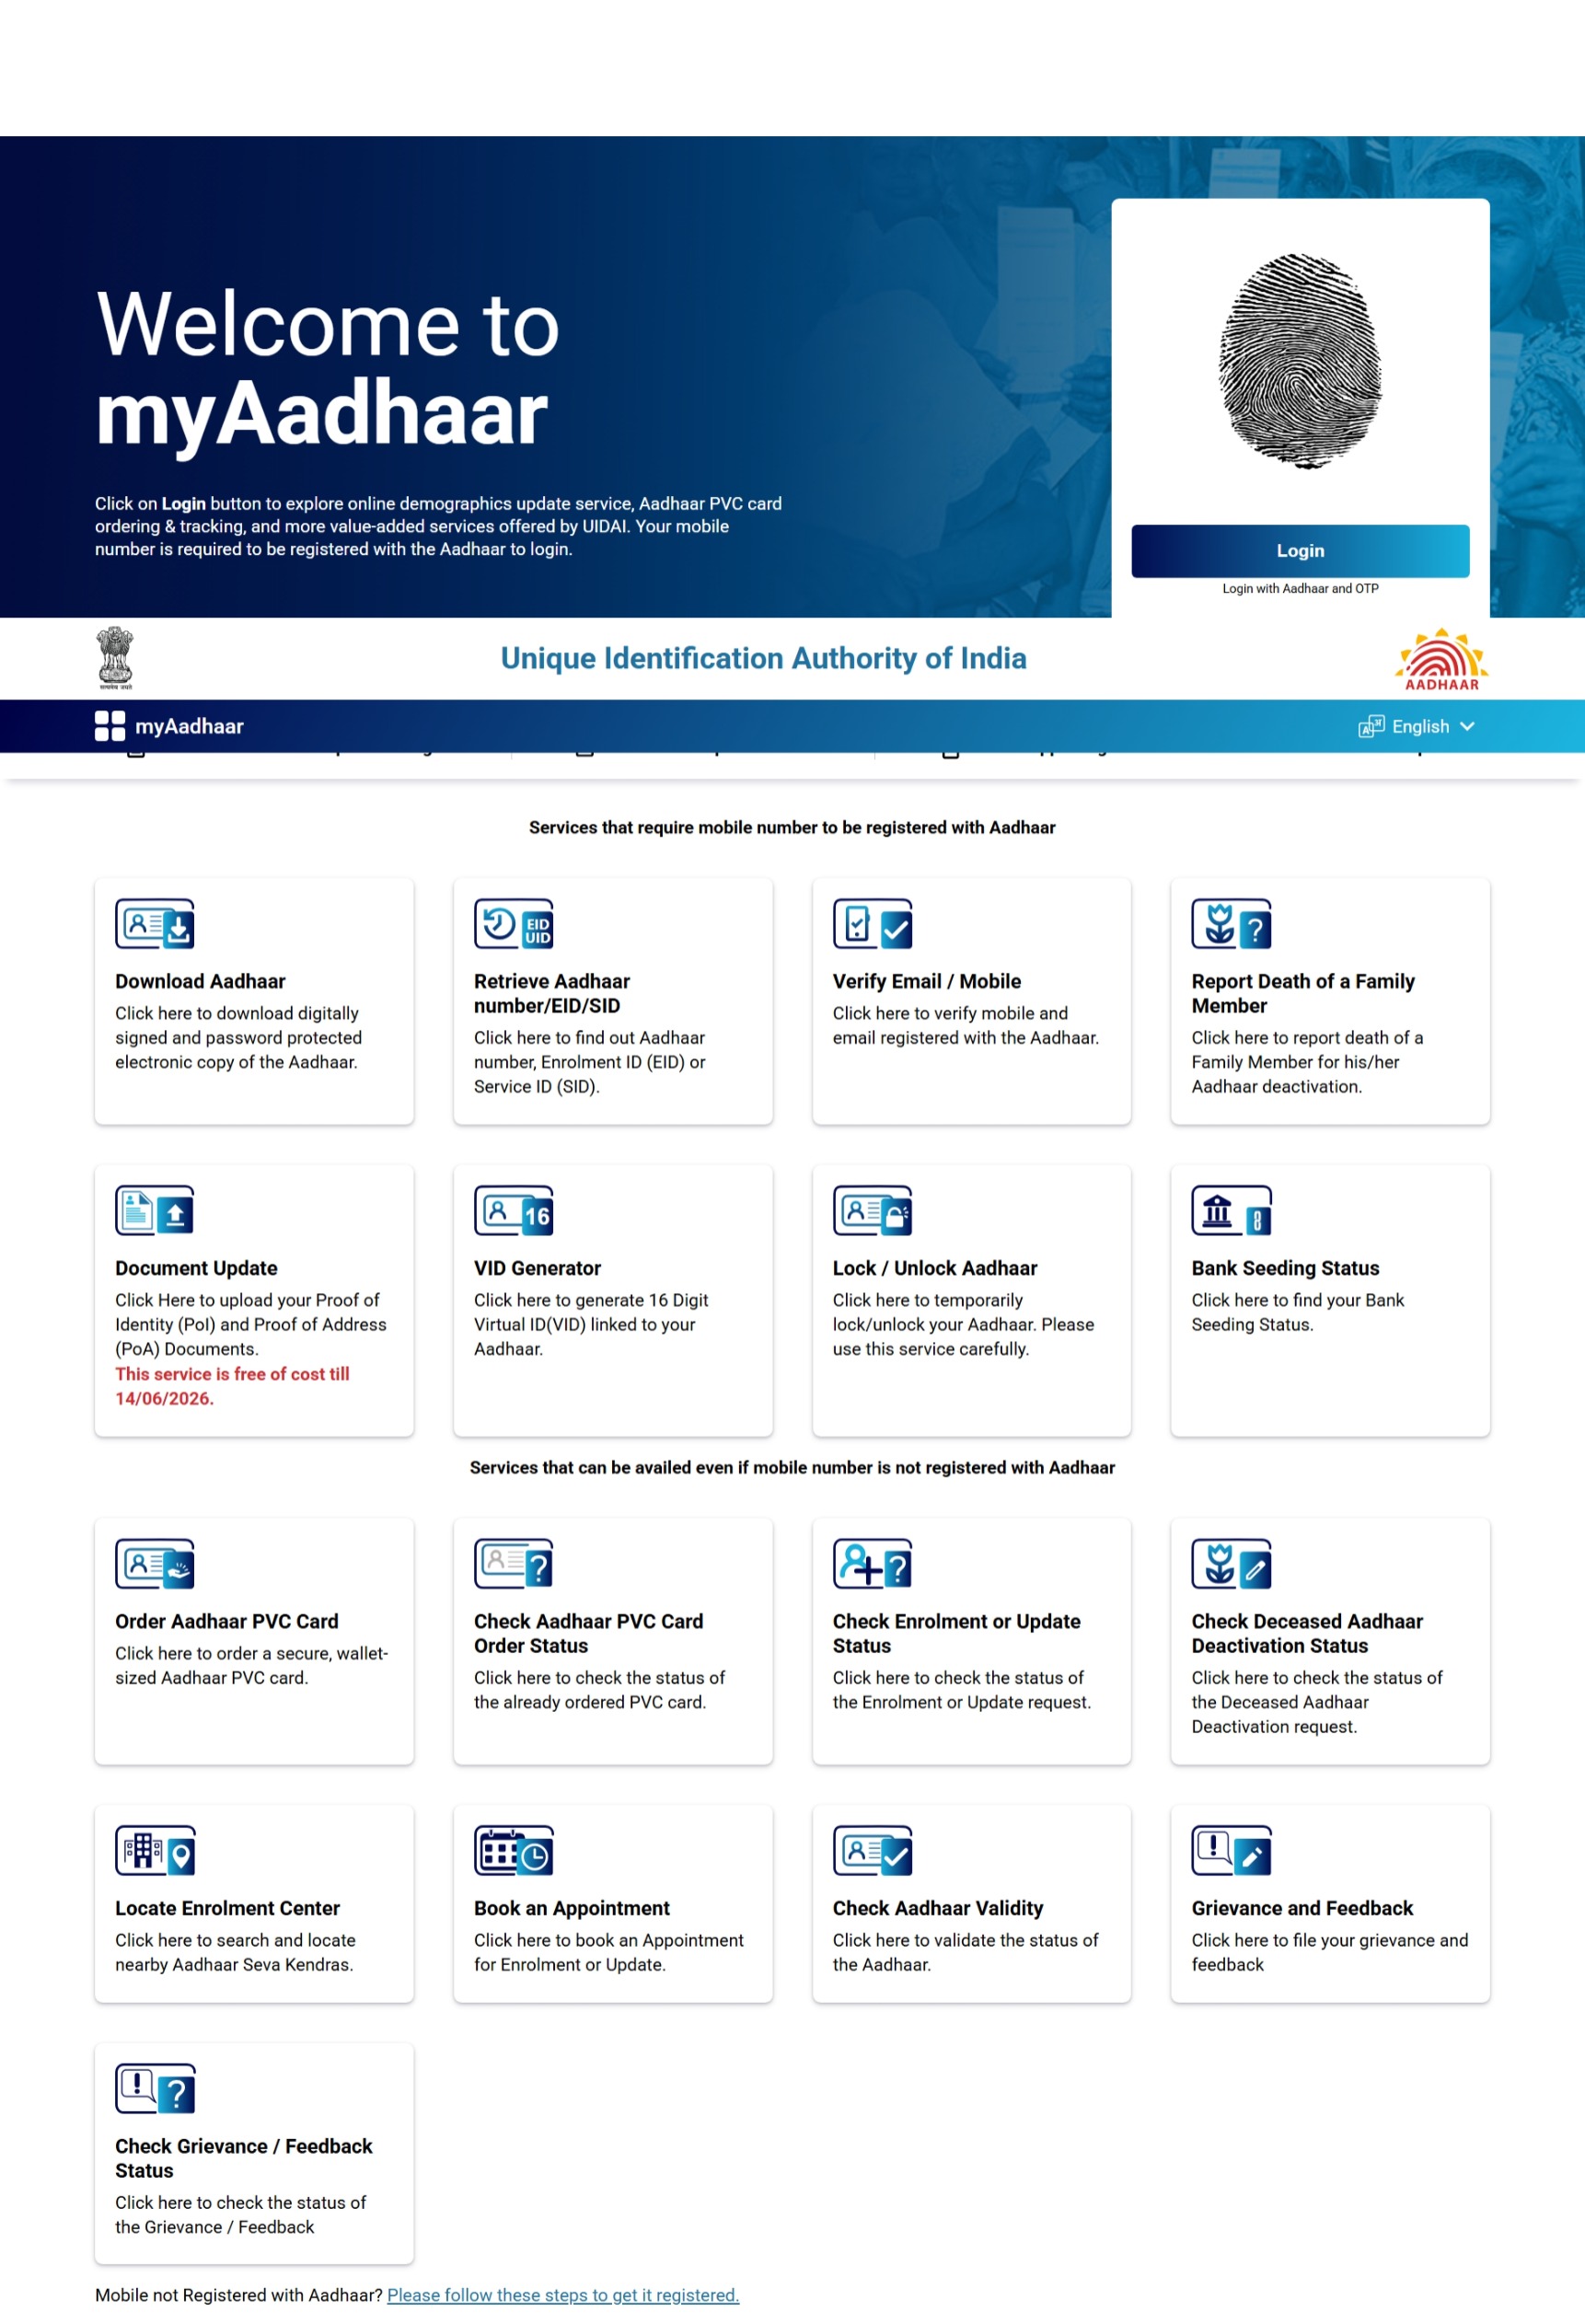 Welcome to
myAadhaar
Click on Login button to explore online demographics update service, Aadhaar PVC card
ordering & tracking, and more value-added services offered by UIDAI. Your mobile
number is required to be registered with the Aadhaar to login.
Login
Login with Aadhaar and OTP
सत्यमेव जयते
Unique Identification Authority of India
AADHAAR
myAadhaar
English
Services that require mobile number to be registered with Aadhaar
Download Aadhaar
Click here to download digitally
signed and password protected
electronic copy of the Aadhaar.
EID
UID
Retrieve Aadhaar
number/EID/SID
Click here to find out Aadhaar
number, Enrolment ID (EID) or
Service ID (SID).
Verify Email / Mobile
Click here to verify mobile and
email registered with the Aadhaar.
?
Report Death of a Family
Member
Click here to report death of a
Family Member for his/her
Aadhaar deactivation.
Document Update
Click Here to upload your Proof of
Identity (PoI) and Proof of Address
(PoA) Documents.
This service is free of cost till
14/06/2026.
16
VID Generator
Click here to generate 16 Digit
Virtual ID(VID) linked to your
Aadhaar.
Lock / Unlock Aadhaar
Click here to temporarily
lock/unlock your Aadhaar. Please
use this service carefully.
Bank Seeding Status
Click here to find your Bank
Seeding Status.
Services that can be availed even if mobile number is not registered with Aadhaar
Order Aadhaar PVC Card
Click here to order a secure, wallet-
sized Aadhaar PVC card.
?
Check Aadhaar PVC Card
Order Status
Click here to check the status of
the already ordered PVC card.
?
Check Enrolment or Update
Status
Click here to check the status of
the Enrolment or Update request.
Check Deceased Aadhaar
Deactivation Status
Click here to check the status of
the Deceased Aadhaar
Deactivation request.
Locate Enrolment Center
Click here to search and locate
nearby Aadhaar Seva Kendras.
Book an Appointment
Click here to book an Appointment
for Enrolment or Update.
Check Aadhaar Validity
Click here to validate the status of
the Aadhaar.
!
Grievance and Feedback
Click here to file your grievance and
feedback
! ?
Check Grievance / Feedback
Status
Click here to check the status of
the Grievance / Feedback
Mobile not Registered with Aadhaar? Please follow these steps to get it registered.